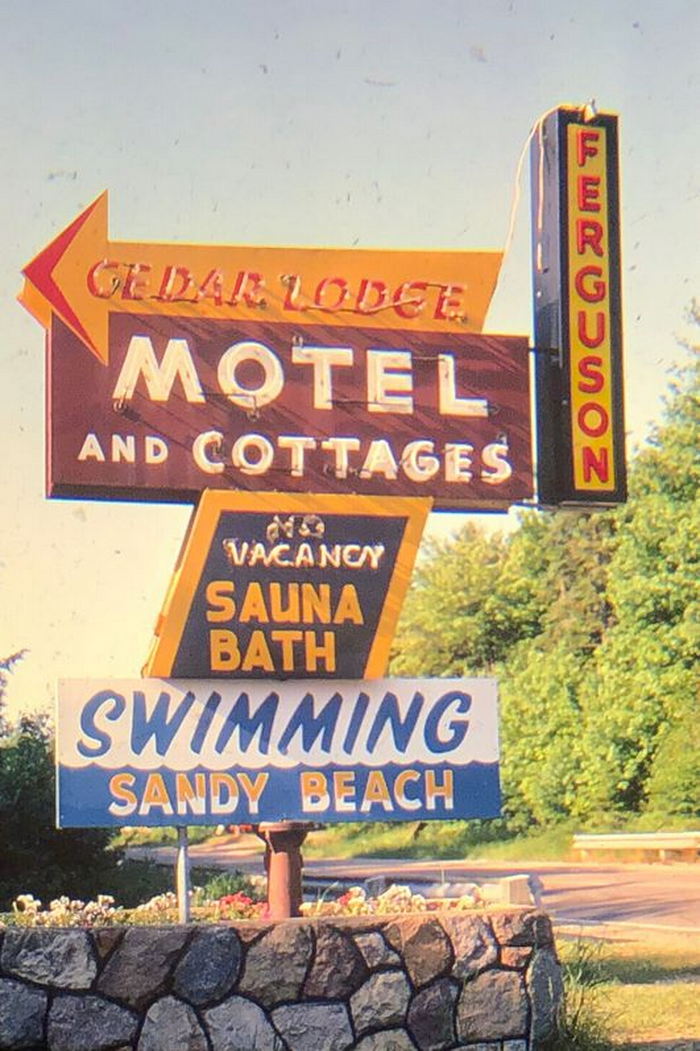 FERGUSON
CEDAR LODGE
MOTEL
AND COTTAGES
NO
VACANCY
SAUNA
BATH
SWIMMING
SANDY BEACH